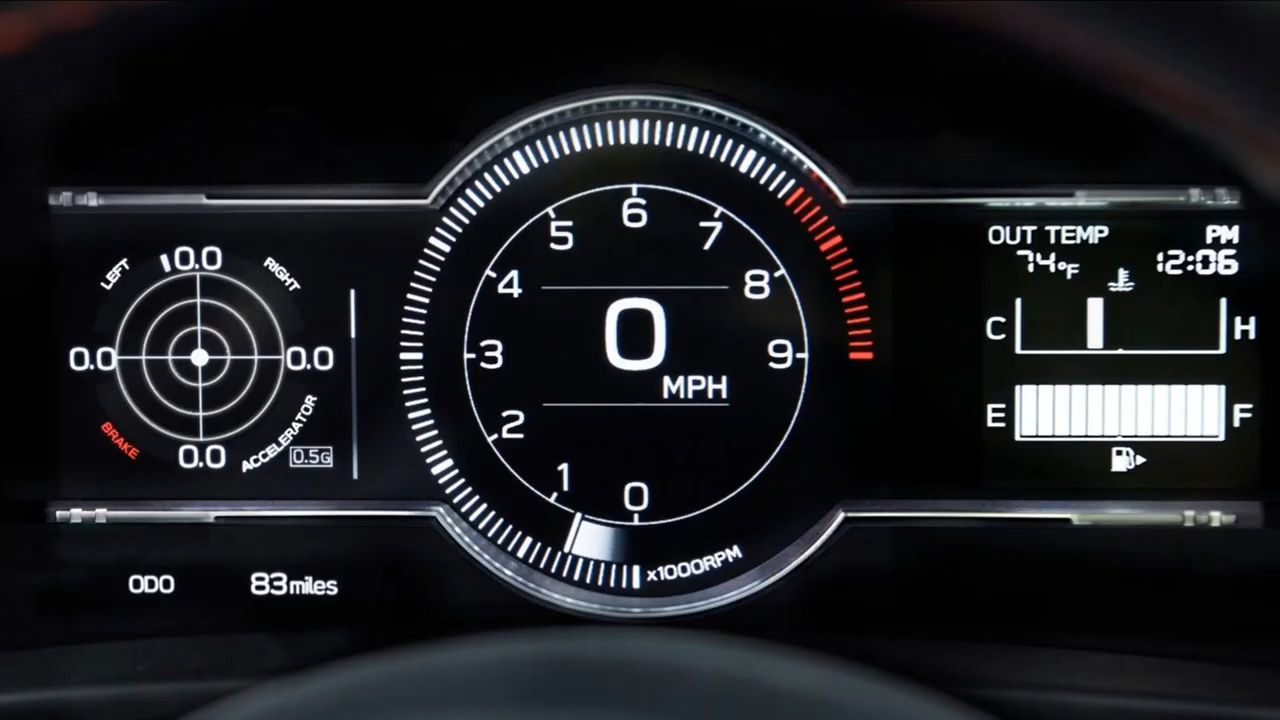 LEFT
0.0
RIGHT
0.0
0.0
BRAKE
0.0
ACCELERATOR
0.5G
ODO
83miles
0
1
2
3
4
5
6
7
8
9
0
MPH
x1000RPM
OUT TEMP
74°F
PM
12:06
C H
E F